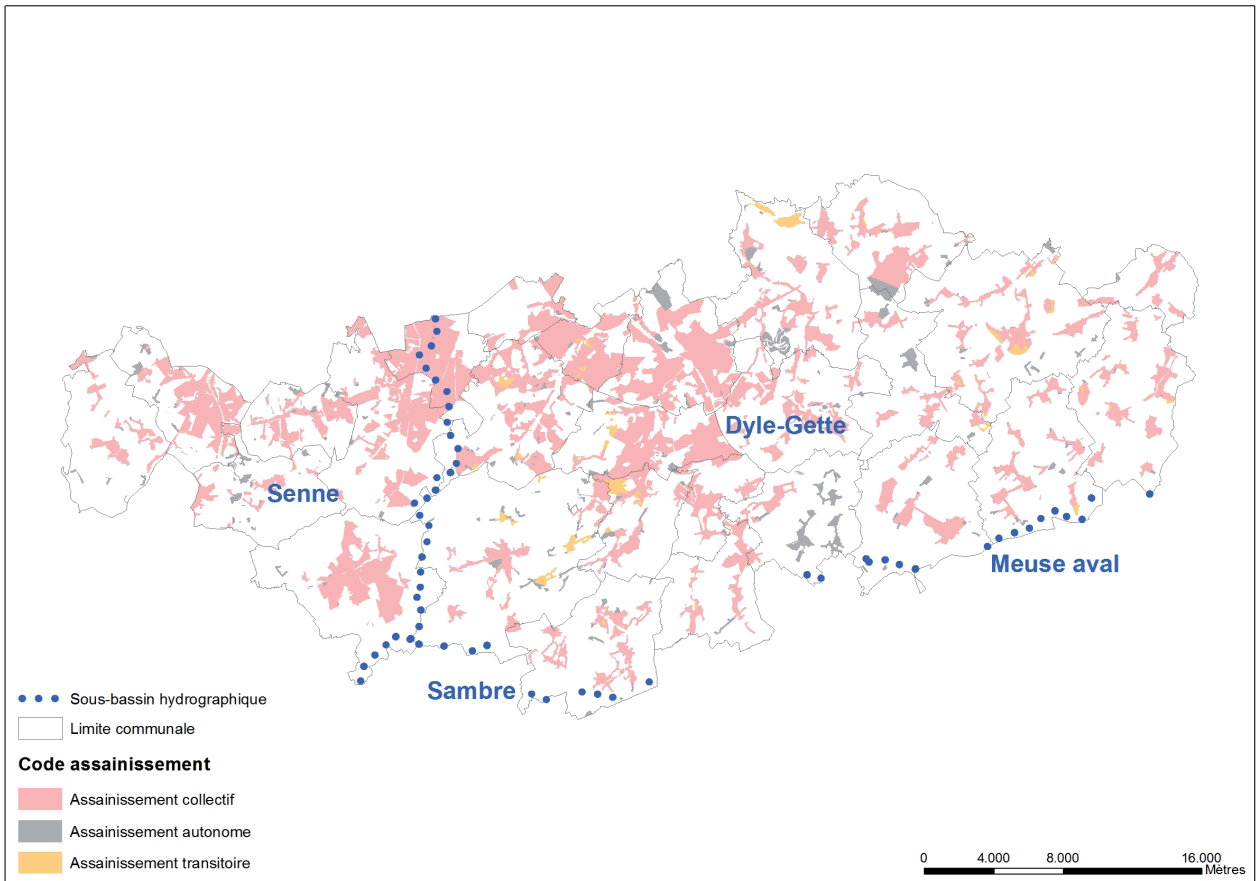 Dyle-Gette
Senne
Meuse aval
Sambre
Sous-bassin hydrographique
Limite communale
Code assainissement
Assainissement collectif
Assainissement autonome
Assainissement transitoire
0 4.000 8.000 16.000
Mètres